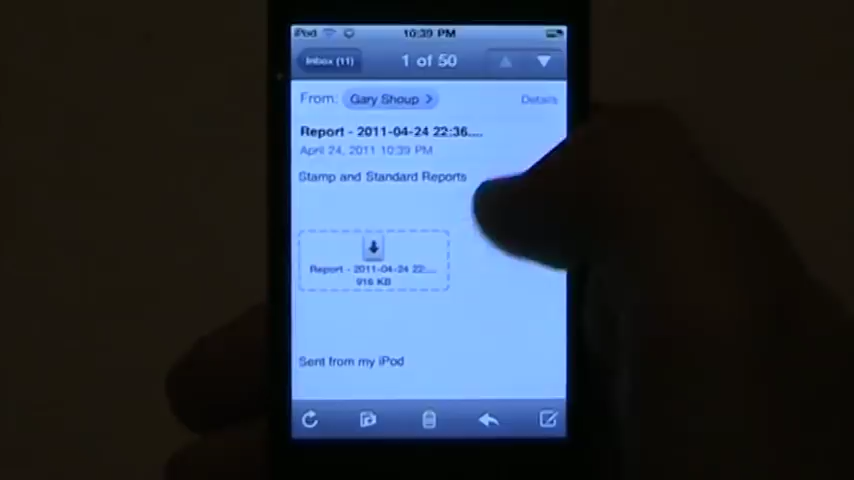 iPod 10:39 PM
Inbox (11) 1 of 50
From: Gary Shoup Details
Report - 2011-04-24 22:36....
April 24, 2011 10:39 PM
Stamp and Standard Reports
Report - 2011-04-24 22:...
916 KB
Sent from my iPod